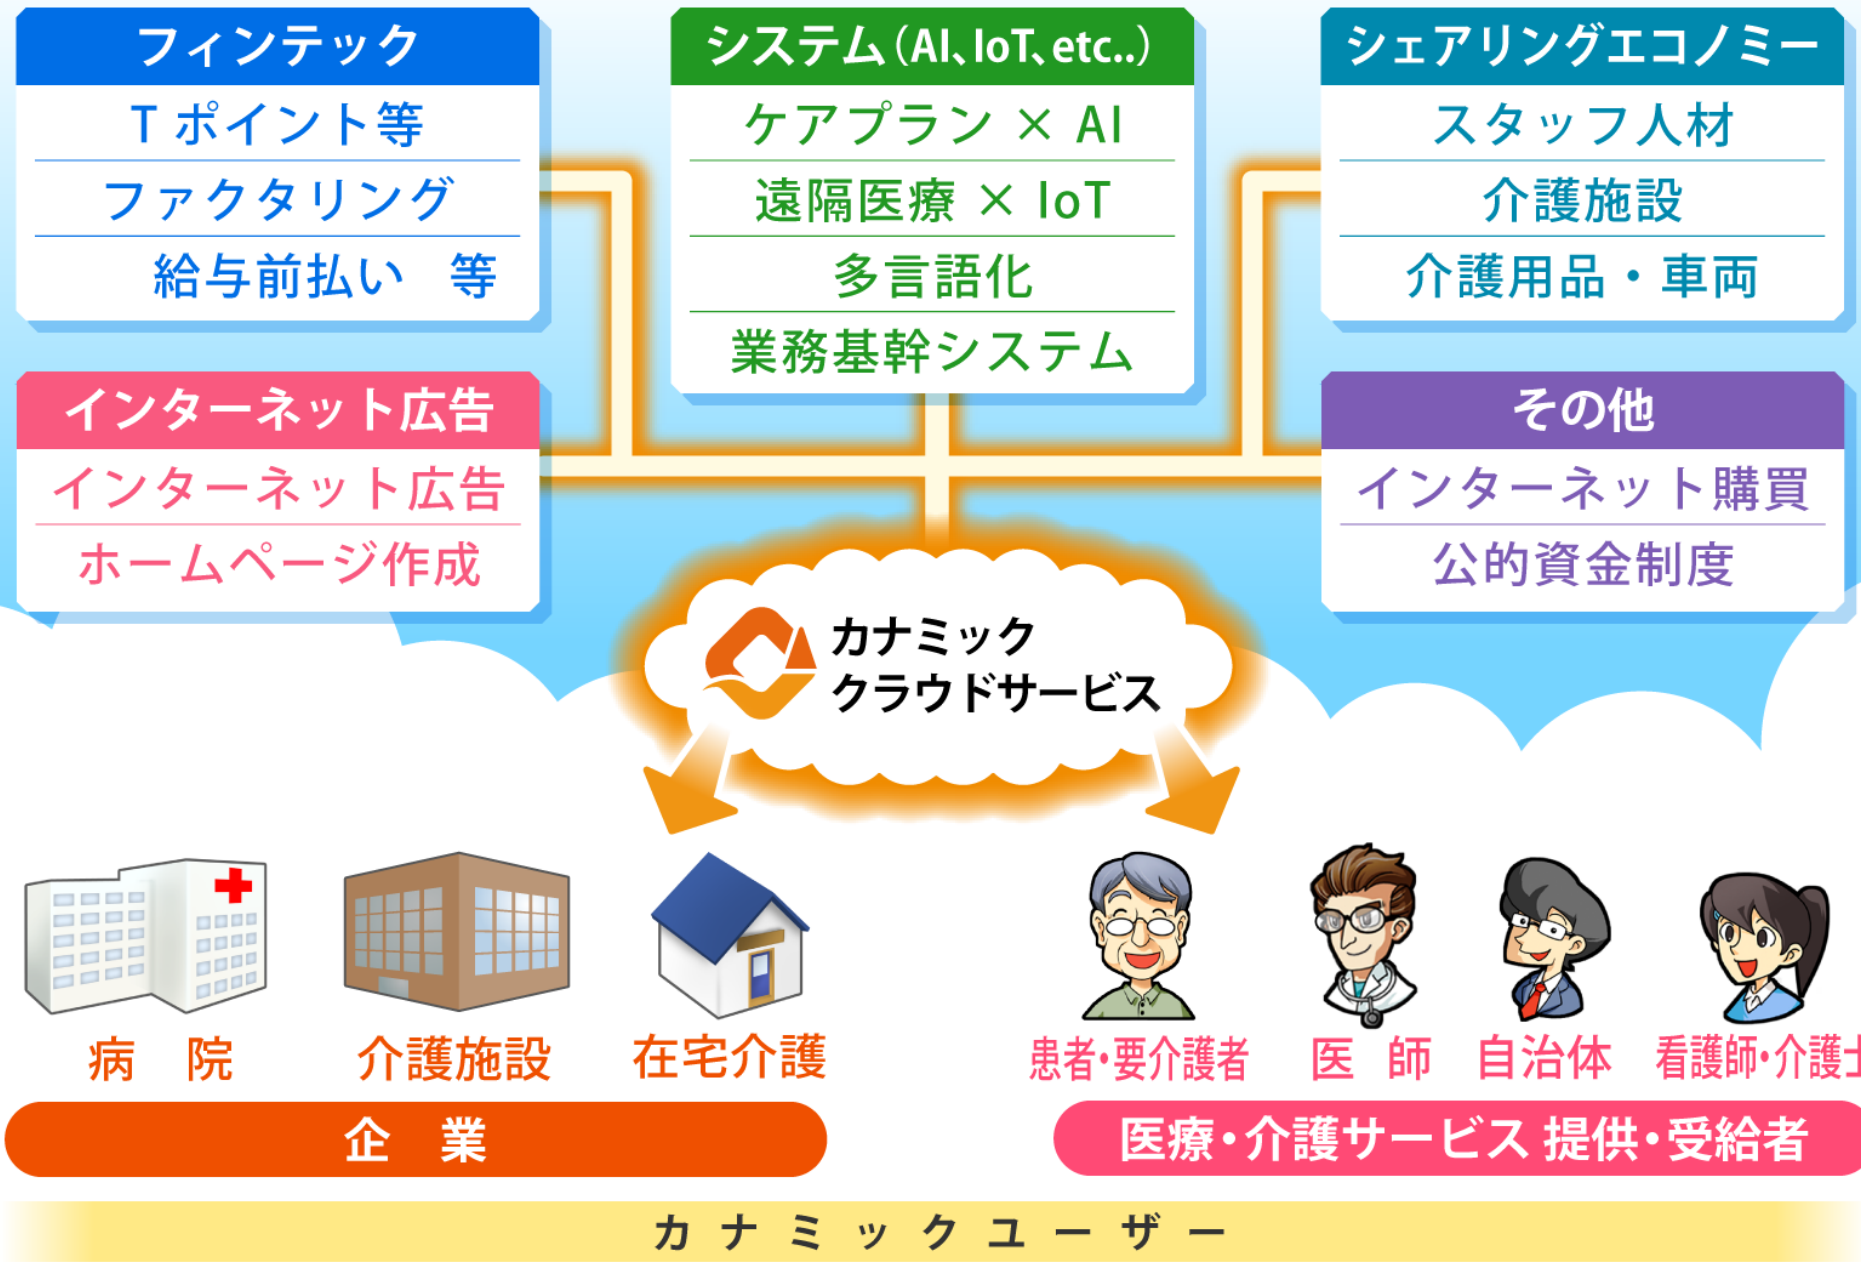 フィンテック
Tポイント等
ファクタリング
給与前払い 等
システム(AI、IoT、etc..)
ケアプラン × AI
遠隔医療 × IoT
多言語化
業務基幹システム
シェアリングエコノミー
スタッフ人材
介護施設
介護用品・車両
インターネット広告
インターネット広告
ホームページ作成
その他
インターネット購買
公的資金制度
カナミック
クラウドサービス
病 院
介護施設
在宅介護
企 業
患者・要介護者
医 師
自治体
看護師・介護士
医療・介護サービス 提供・受給者
カナミックユーザー